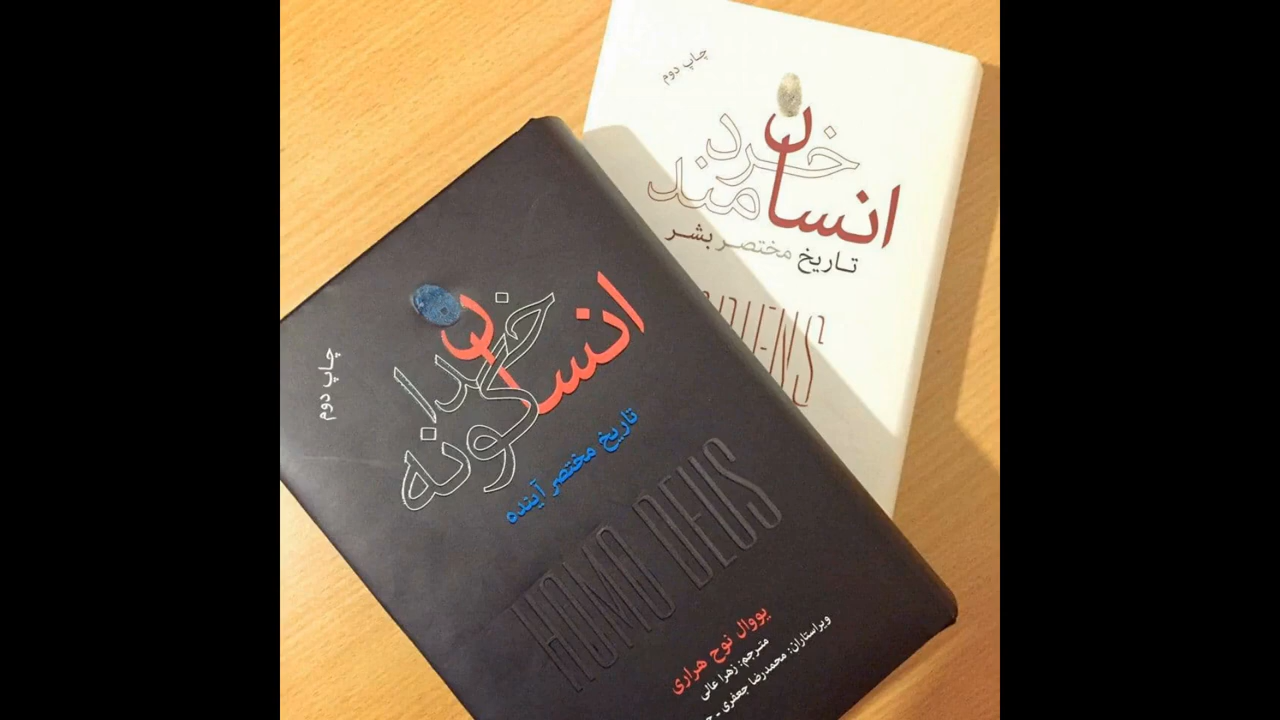 چاپ دوم
انسان خردمند
تاریخ مختصر بشر
چاپ دوم
انسان خداگونه
تاریخ مختصر آینده
HOMO DEUS
یووال نوح هراری
مترجم: زهرا عالی
ویراستاران: محمدرضا جعفری -